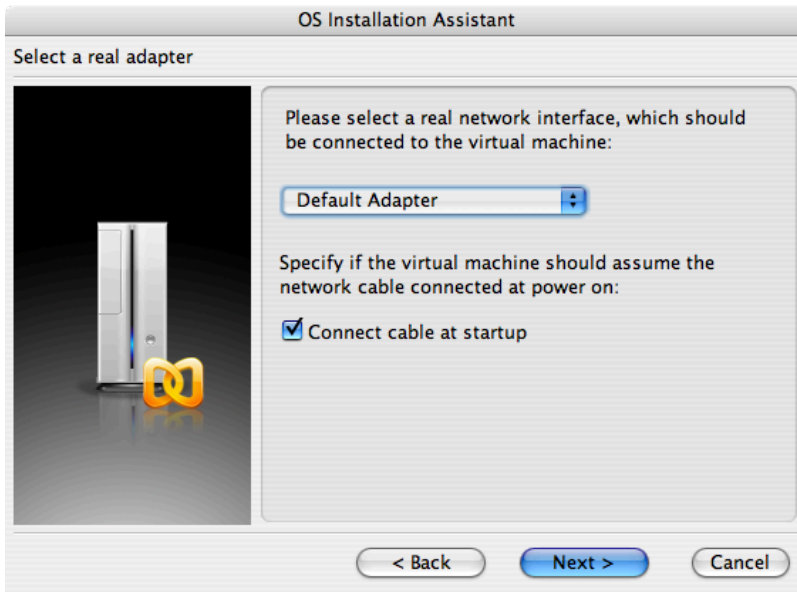 OS Installation Assistant
Select a real adapter
Please select a real network interface, which should
be connected to the virtual machine:
Default Adapter
Specify if the virtual machine should assume the
network cable connected at power on:
Connect cable at startup
< Back
Next >
Cancel